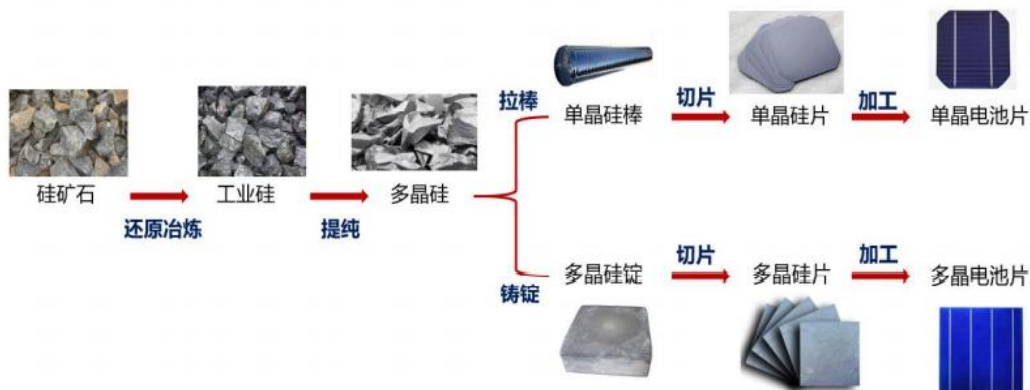 拉棒
切片
加工
单晶硅棒
单晶硅片
单晶电池片
硅矿石
工业硅
多晶硅
还原冶炼
提纯
切片
加工
铸锭
多晶硅锭
多晶硅片
多晶电池片